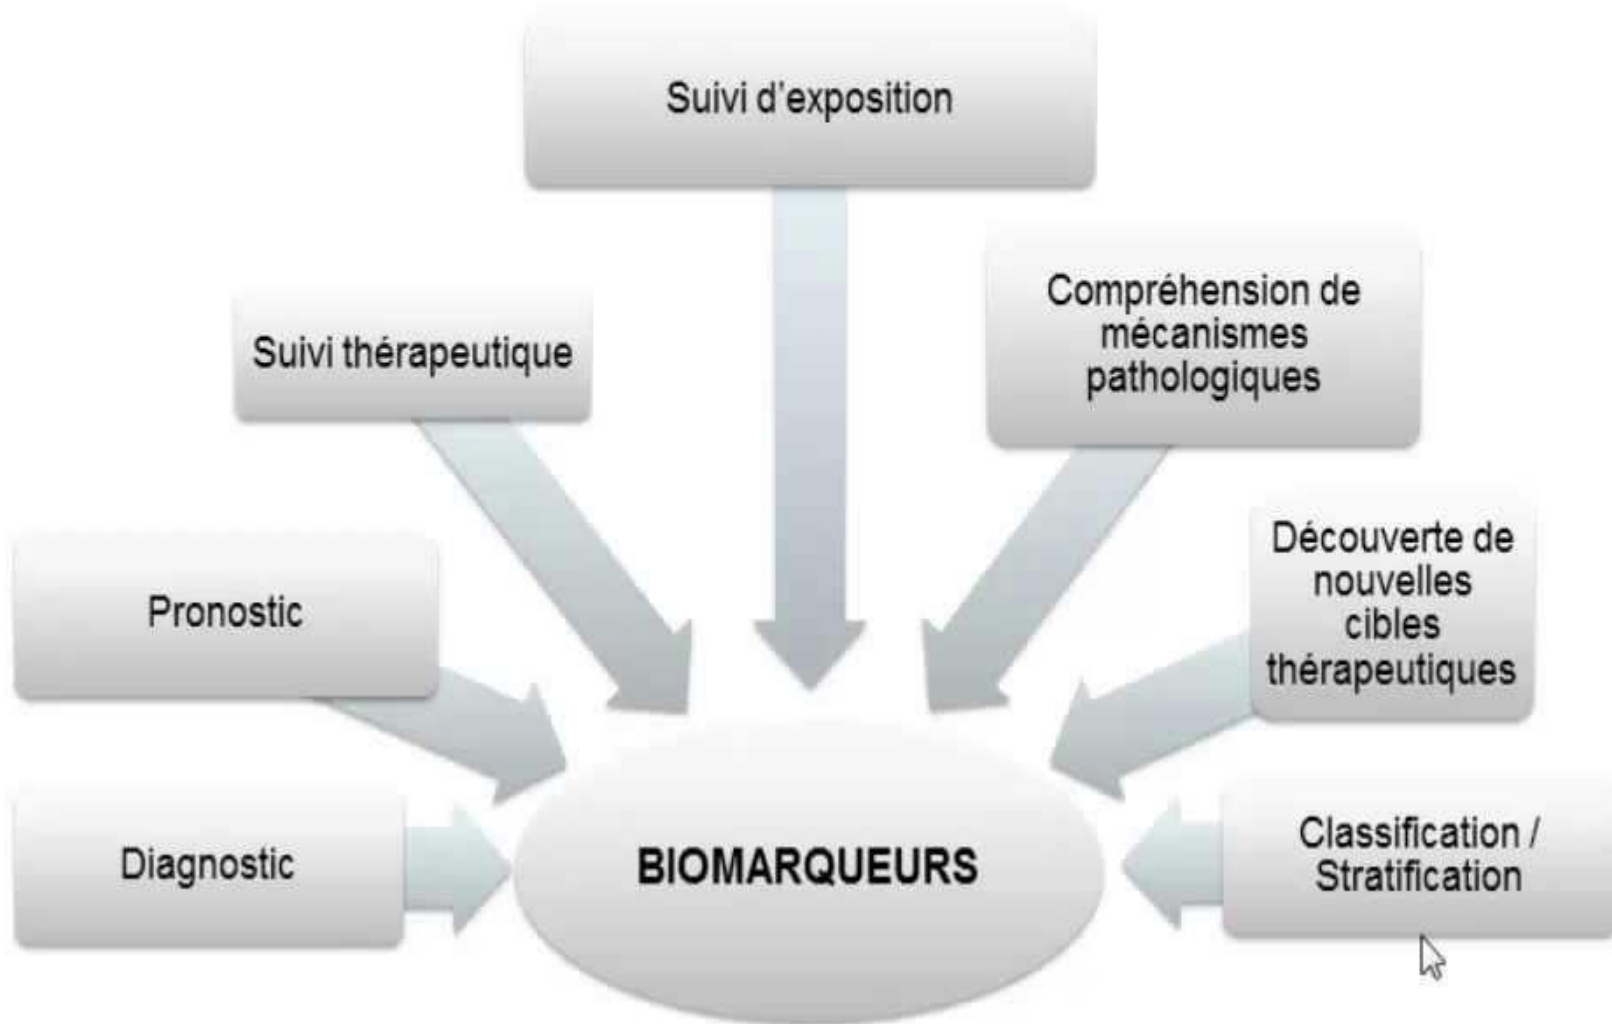 Suivi d'exposition
Suivi thérapeutique
Compréhension de
mécanismes
pathologiques
Pronostic
Découverte de
nouvelles
cibles
thérapeutiques
Diagnostic
BIOMARQUEURS
Classification /
Stratification